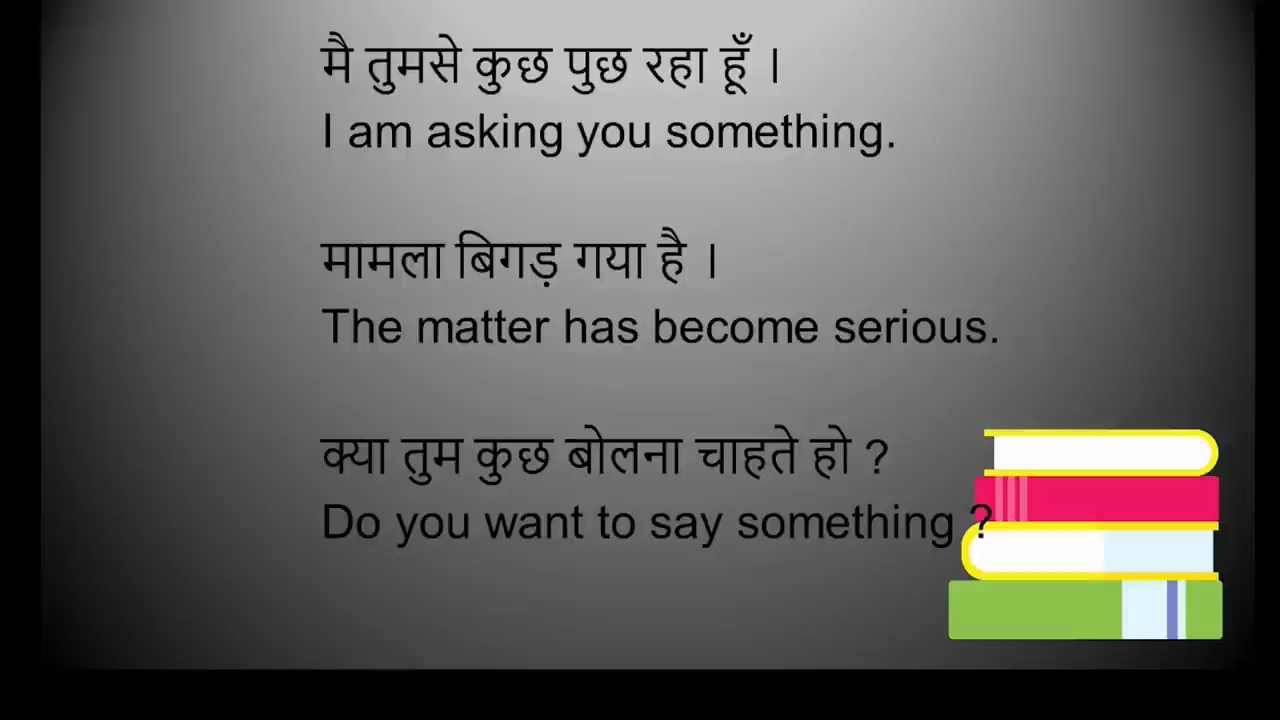 मै तुमसे कुछ पुछ रहा हूँ ।
I am asking you something.
मामला बिगड़ गया है ।
The matter has become serious.
क्या तुम कुछ बोलना चाहते हो ?
Do you want to say something ?